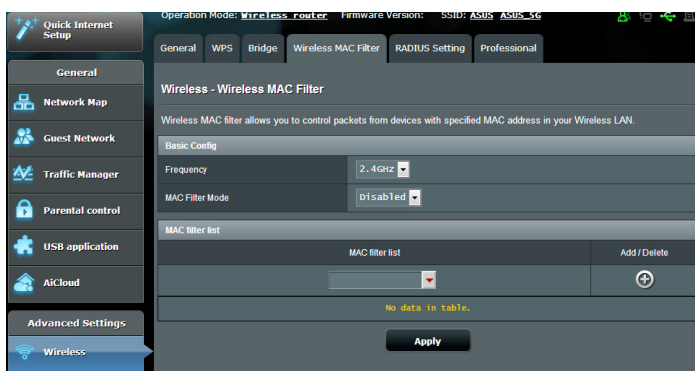 Operation Mode: Wireless router Firmware Version: SSID: ASUS ASUS_5G
Quick Internet
Setup
General WPS Bridge Wireless MAC Filter RADIUS Setting Professional
General
Network Map
Guest Network
Traffic Manager
Parental control
USB application
AiCloud
Advanced Settings
Wireless
Wireless - Wireless MAC Filter
Wireless MAC filter allows you to control packets from devices with specified MAC address in your Wireless LAN.
Basic Config
Frequency 2.4GHz
MAC Filter Mode Disabled
MAC filter list
MAC filter list Add / Delete
No data in table.
Apply